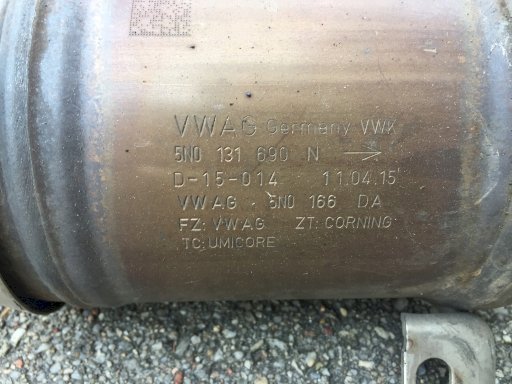 VWAG Germany VWK
5N0 131 690 N →
D-15-014 11.04.15
VWAG 5N0 166 DA
FZ: VWAG ZT: CORNING
TC: UMICORE